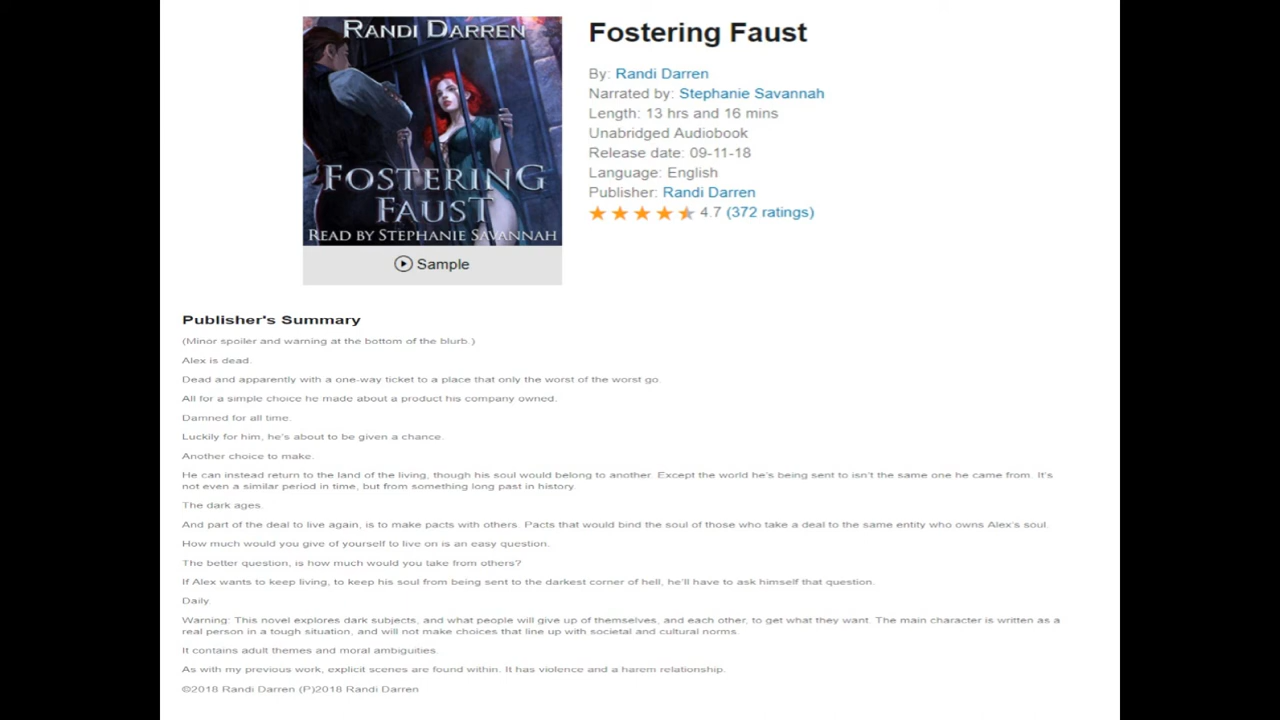 RANDI DARREN
FOSTERING
FAUST
READ BY STEPHANIE SAVANNAH
Sample
Fostering Faust
By: Randi Darren
Narrated by: Stephanie Savannah
Length: 13 hrs and 16 mins
Unabridged Audiobook
Release date: 09-11-18
Language: English
Publisher: Randi Darren
4.7 (372 ratings)
Publisher's Summary
(Minor spoiler and warning at the bottom of the blurb.)
Alex is dead.
Dead and apparently with a one-way ticket to a place that only the worst of the worst go.
All for a simple choice he made about a product his company owned.
Damned for all time.
Luckily for him, he's about to be given a chance.
Another choice to make.
He can instead return to the land of the living, though his soul would belong to another. Except the world he's being sent to isn't the same one he came from. It's
not even a similar period in time, but from something long past in history.
The dark ages.
And part of the deal to live again, is to make pacts with others. Pacts that would bind the soul of those who take a deal to the same entity who owns Alex's soul.
How much would you give of yourself to live on is an easy question.
The better question, is how much would you take from others?
If Alex wants to keep living, to keep his soul from being sent to the darkest corner of hell, he'll have to ask himself that question.
Daily.
Warning: This novel explores dark subjects, and what people will give up of themselves, and each other, to get what they want. The main character is written as a
real person in a tough situation, and will not make choices that line up with societal and cultural norms.
It contains adult themes and moral ambiguities.
As with my previous work, explicit scenes are found within. It has violence and a harem relationship.
©2018 Randi Darren (P)2018 Randi Darren